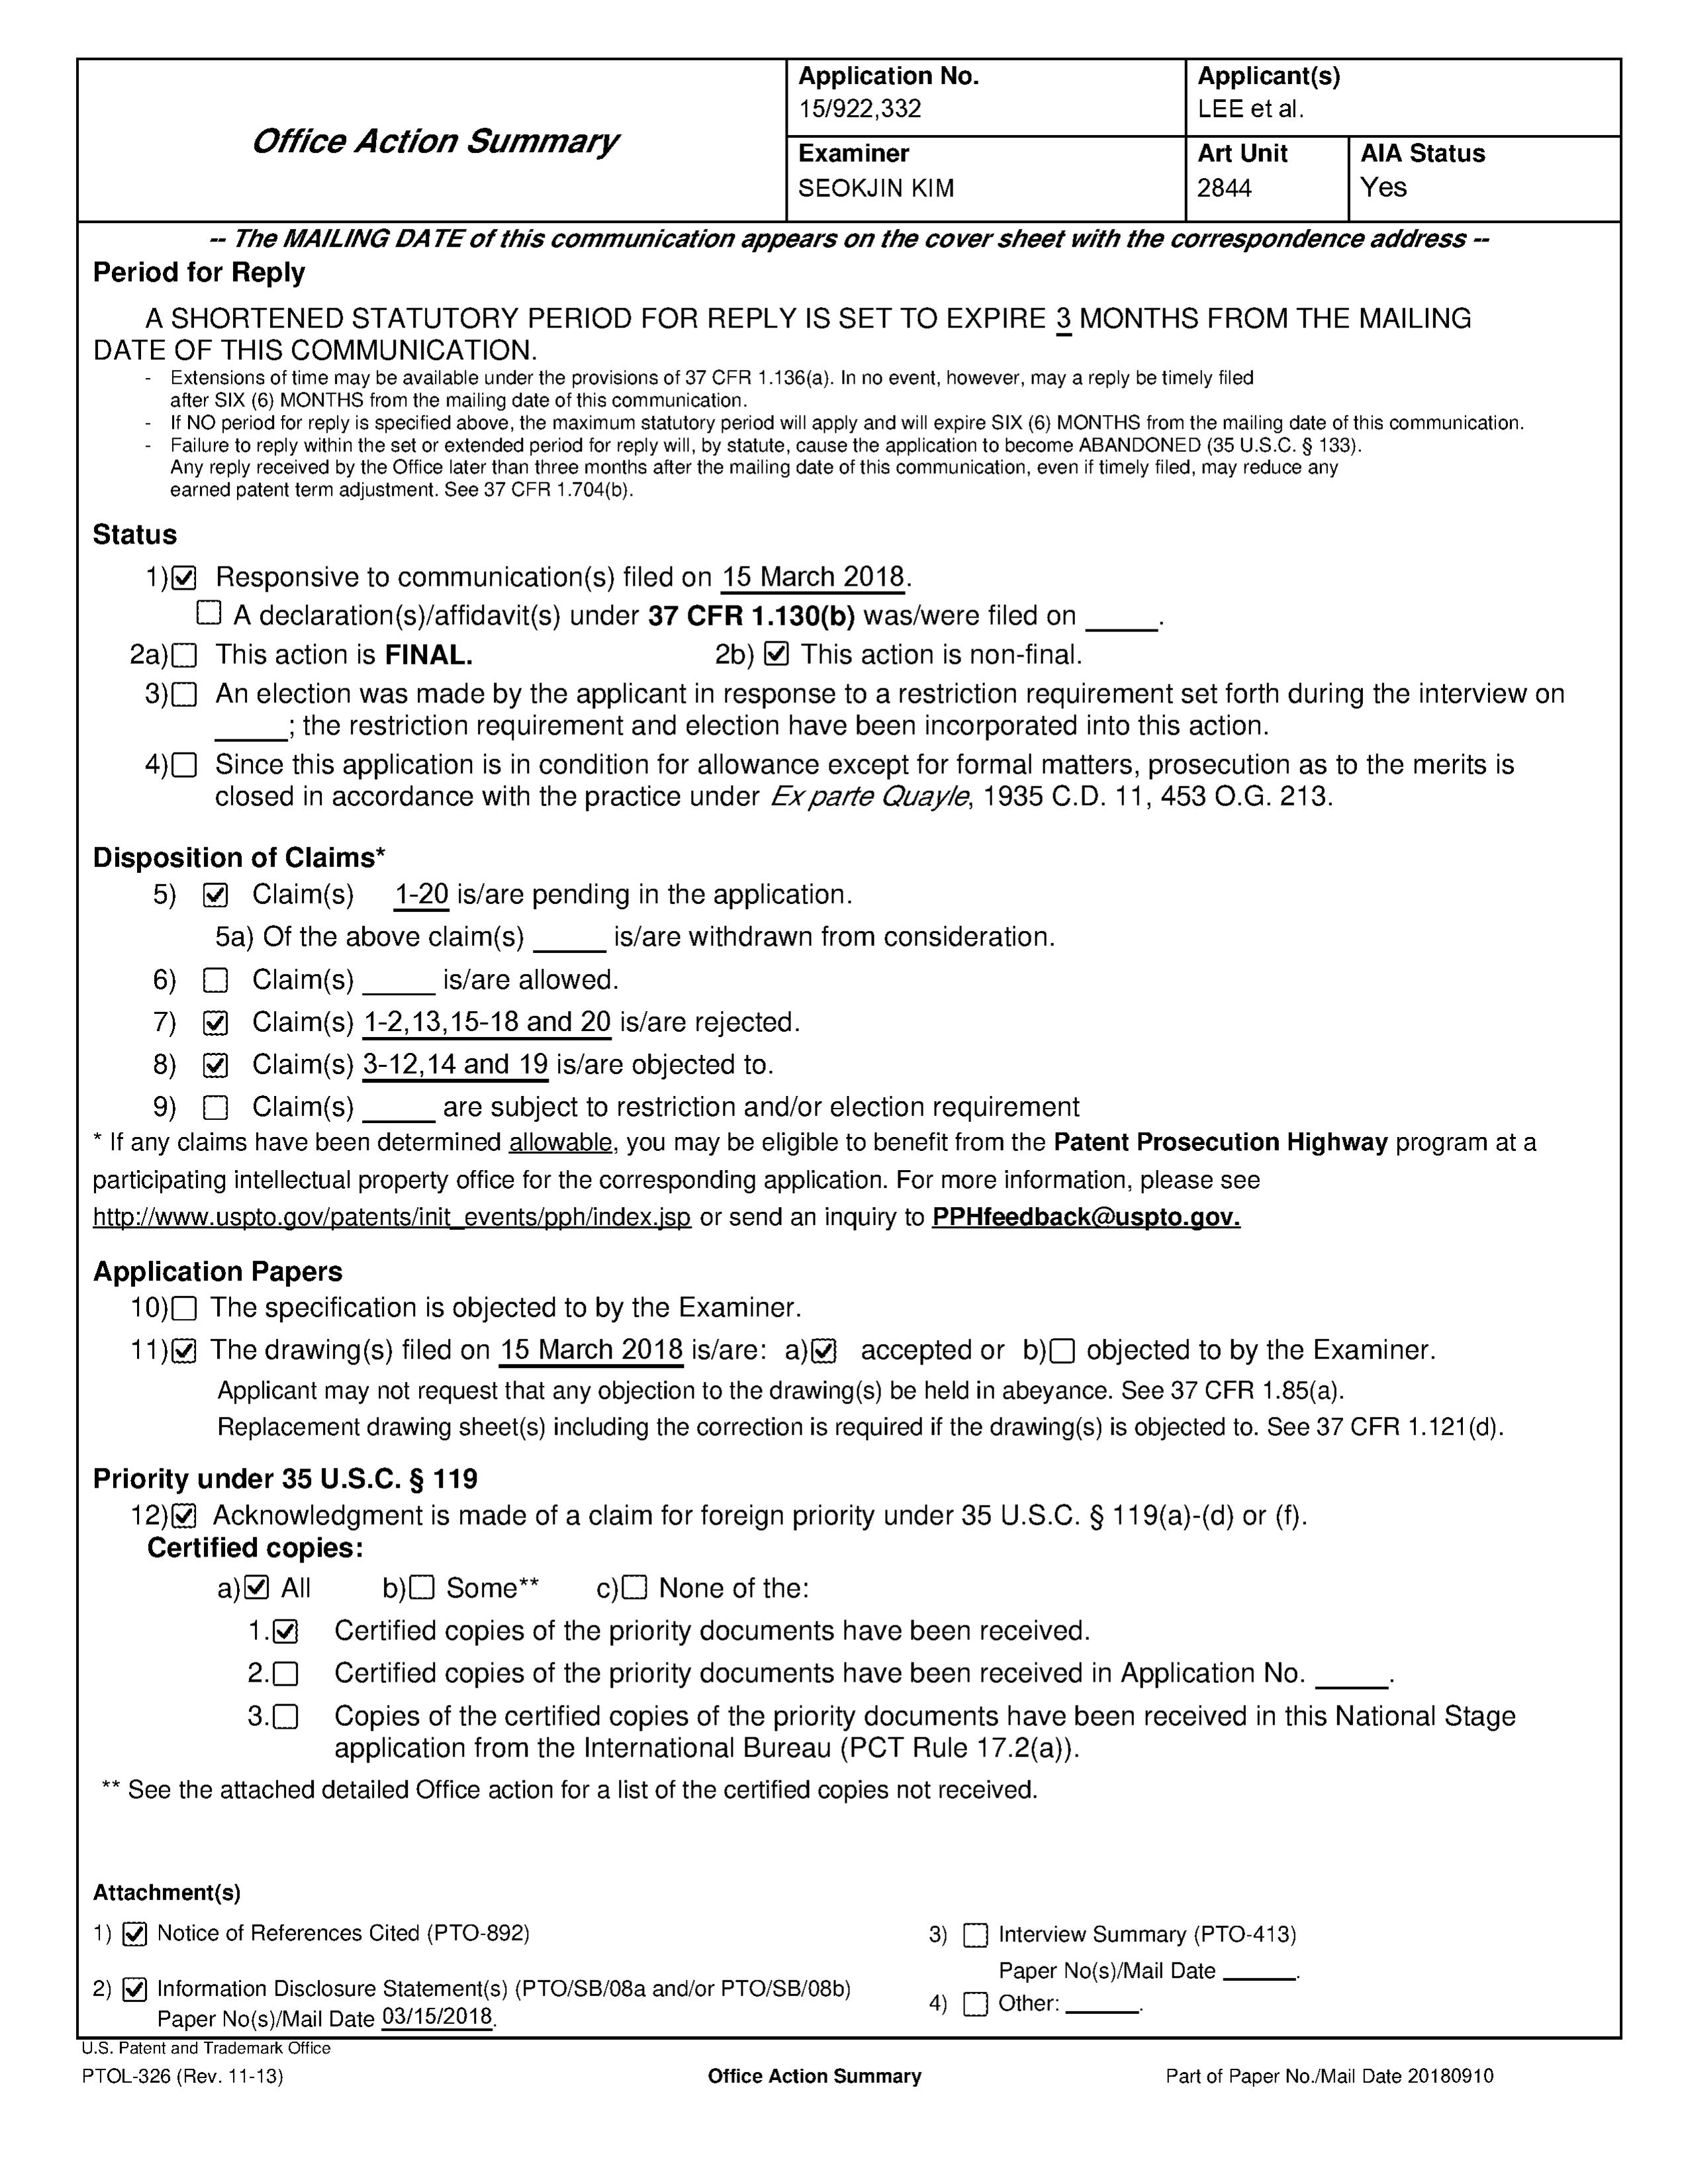 Office Action Summary
Application No.
15/922,332
Applicant(s)
LEE et al.
Examiner
SEOKJIN KIM
Art Unit
2844
AIA Status
Yes
-- The MAILING DATE of this communication appears on the cover sheet with the correspondence address --
Period for Reply
A SHORTENED STATUTORY PERIOD FOR REPLY IS SET TO EXPIRE 3 MONTHS FROM THE MAILING
DATE OF THIS COMMUNICATION.
- Extensions of time may be available under the provisions of 37 CFR 1.136(a). In no event, however, may a reply be timely filed
after SIX (6) MONTHS from the mailing date of this communication.
- If NO period for reply is specified above, the maximum statutory period will apply and will expire SIX (6) MONTHS from the mailing date of this communication.
- Failure to reply within the set or extended period for reply will, by statute, cause the application to become ABANDONED (35 U.S.C. § 133).
Any reply received by the Office later than three months after the mailing date of this communication, even if timely filed, may reduce any
earned patent term adjustment. See 37 CFR 1.704(b).
Status
1)☑ Responsive to communication(s) filed on 15 March 2018.
☐ A declaration(s)/affidavit(s) under 37 CFR 1.130(b) was/were filed on _____.
2a)☐ This action is FINAL. 2b) ☑ This action is non-final.
3)☐ An election was made by the applicant in response to a restriction requirement set forth during the interview on
_____; the restriction requirement and election have been incorporated into this action.
4)☐ Since this application is in condition for allowance except for formal matters, prosecution as to the merits is
closed in accordance with the practice under Ex parte Quayle, 1935 C.D. 11, 453 O.G. 213.
Disposition of Claims*
5) ☑ Claim(s) 1-20 is/are pending in the application.
5a) Of the above claim(s) _____ is/are withdrawn from consideration.
6) ☐ Claim(s) _____ is/are allowed.
7) ☑ Claim(s) 1-2,13,15-18 and 20 is/are rejected.
8) ☑ Claim(s) 3-12,14 and 19 is/are objected to.
9) ☐ Claim(s) _____ are subject to restriction and/or election requirement
* If any claims have been determined allowable, you may be eligible to benefit from the Patent Prosecution Highway program at a
participating intellectual property office for the corresponding application. For more information, please see
http://www.uspto.gov/patents/init_events/pph/index.jsp or send an inquiry to PPHfeedback@uspto.gov.
Application Papers
10)☐ The specification is objected to by the Examiner.
11)☑ The drawing(s) filed on 15 March 2018 is/are: a)☑ accepted or b)☐ objected to by the Examiner.
Applicant may not request that any objection to the drawing(s) be held in abeyance. See 37 CFR 1.85(a).
Replacement drawing sheet(s) including the correction is required if the drawing(s) is objected to. See 37 CFR 1.121(d).
Priority under 35 U.S.C. § 119
12)☑ Acknowledgment is made of a claim for foreign priority under 35 U.S.C. § 119(a)-(d) or (f).
Certified copies:
a)☑ All b)☐ Some** c)☐ None of the:
1.☑ Certified copies of the priority documents have been received.
2.☐ Certified copies of the priority documents have been received in Application No. _____.
3.☐ Copies of the certified copies of the priority documents have been received in this National Stage
application from the International Bureau (PCT Rule 17.2(a)).
** See the attached detailed Office action for a list of the certified copies not received.
Attachment(s)
1) ☑ Notice of References Cited (PTO-892)
2) ☑ Information Disclosure Statement(s) (PTO/SB/08a and/or PTO/SB/08b)
Paper No(s)/Mail Date 03/15/2018.
3) ☐ Interview Summary (PTO-413)
Paper No(s)/Mail Date _____.
4) ☐ Other: _____.
U.S. Patent and Trademark Office
PTOL-326 (Rev. 11-13) Office Action Summary Part of Paper No./Mail Date 20180910